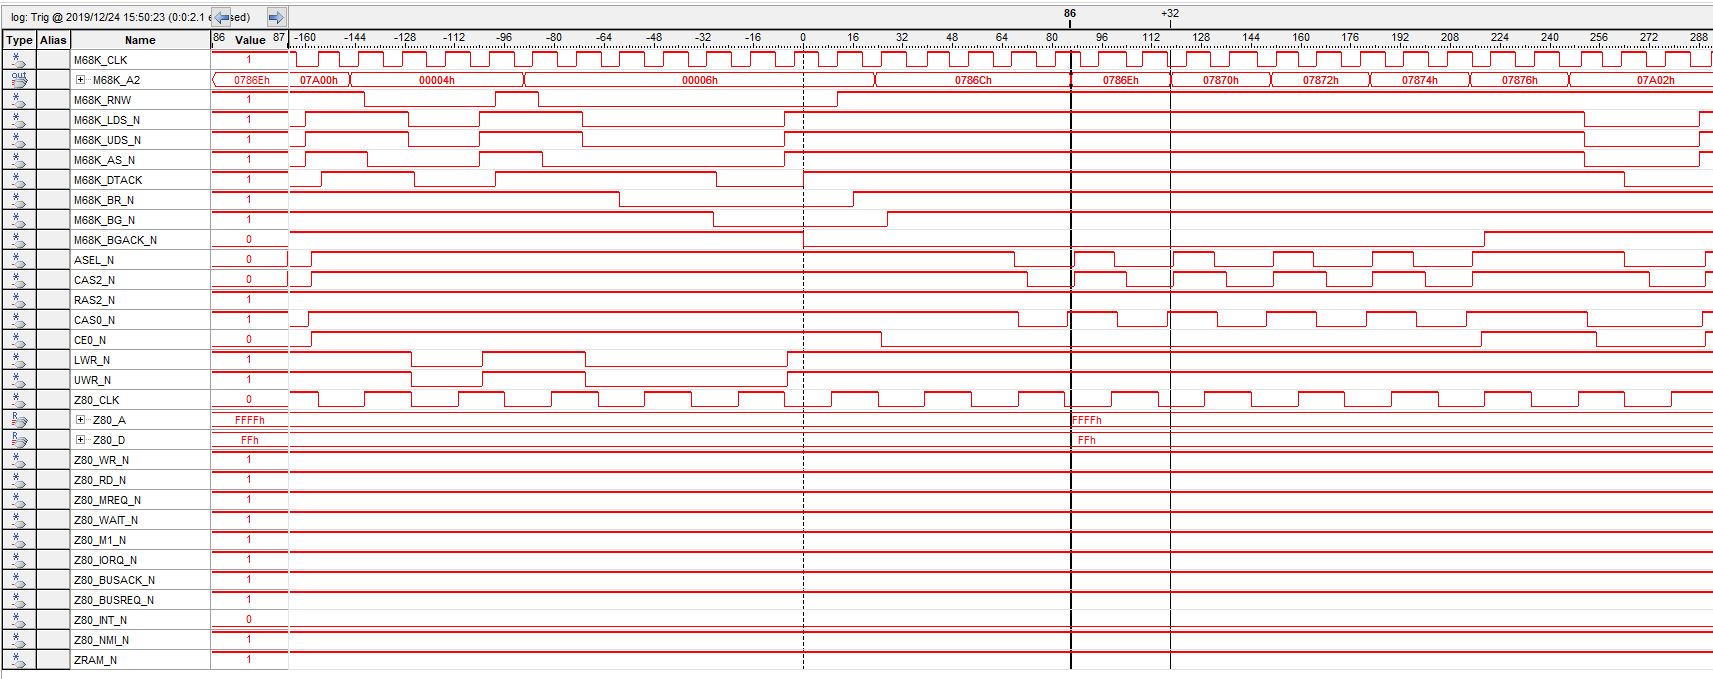 log: Trig @ 2019/12/24 15:50:23 (0:0:2.1 sed) 86 +32
Type Alias Name 86 Value 87 -160 -144 -128 -112 -96 -80 -64 -48 -32 -16 0 16 32 48 64 80 96 112 128 144 160 176 192 208 224 240 256 272 288
M68K_CLK 1
out M68K_A2 0786Eh 07A00h 00004h 00006h 0786Ch 0786Eh 07870h 07872h 07874h 07876h 07A02h
M68K_RNW 1
M68K_LDS_N 1
M68K_UDS_N 1
M68K_AS_N 1
M68K_DTACK 1
M68K_BR_N 1
M68K_BG_N 1
M68K_BGACK_N 0
ASEL_N 0
CAS2_N 0
RAS2_N 1
CAS0_N 1
CE0_N 0
LWR_N 1
UWR_N 1
Z80_CLK 0
R Z80_A FFFFh FFFFh
R Z80_D FFh FFh
Z80_WR_N 1
Z80_RD_N 1
Z80_MREQ_N 1
Z80_WAIT_N 1
Z80_M1_N 1
Z80_IORQ_N 1
Z80_BUSACK_N 1
Z80_BUSREQ_N 1
Z80_INT_N 0
Z80_NMI_N 1
ZRAM_N 1